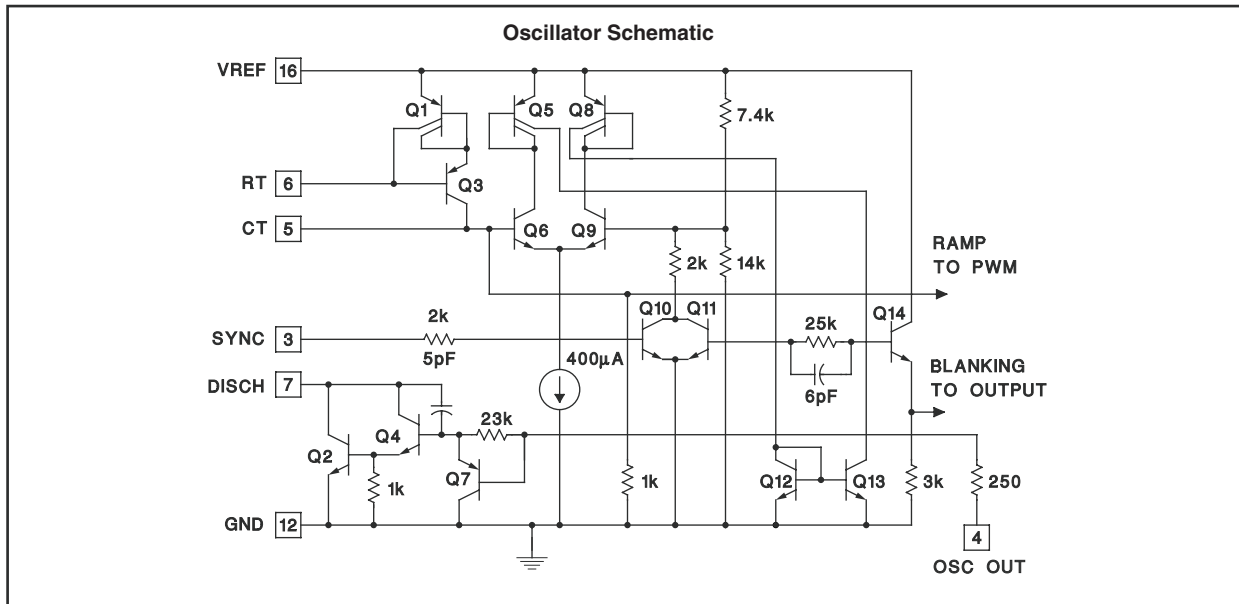 Oscillator Schematic
VREF 16
Q1
Q5
Q8
7.4k
RT 6
Q3
CT 5
Q6
Q9
2k
14k
RAMP
TO PWM
Q10
Q11
Q14
SYNC 3
2k
5pF
25k
6pF
400µA
BLANKING
TO OUTPUT
DISCH 7
Q4
23k
Q2
Q7
1k
1k
Q12
Q13
3k
250
GND 12
4
OSC OUT